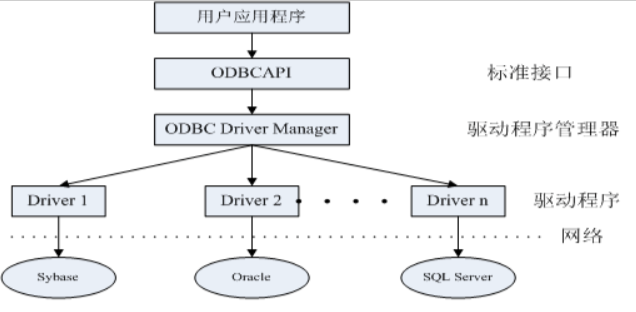 用户应用程序
ODBCAPI 标准接口
ODBC Driver Manager 驱动程序管理器
Driver 1 Driver 2 Driver n 驱动程序
网络
Sybase Oracle SQL Server